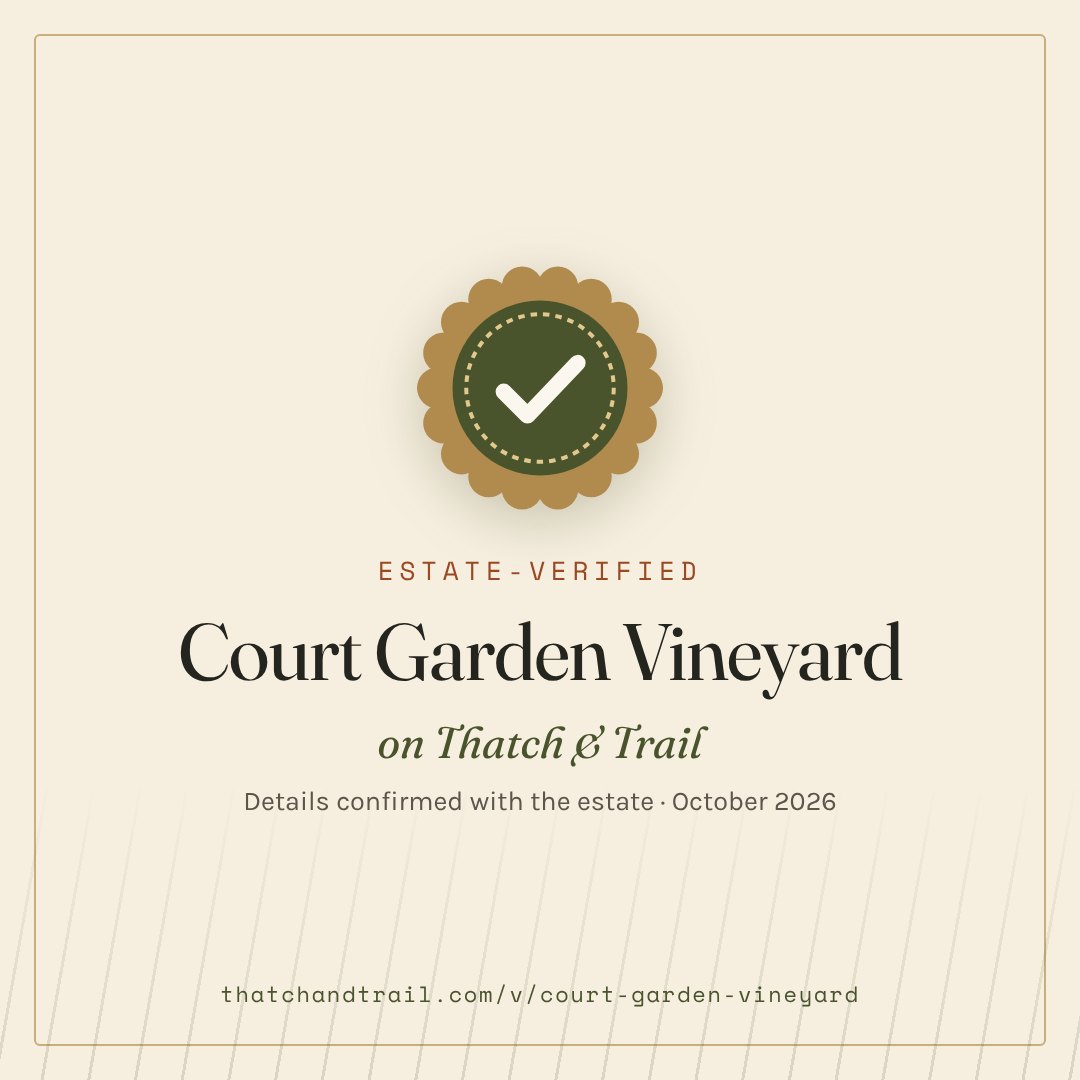 ESTATE-VERIFIED
Court Garden Vineyard
on Thatch & Trail
Details confirmed with the estate · October 2026
thatchandtrail.com/v/court-garden-vineyard